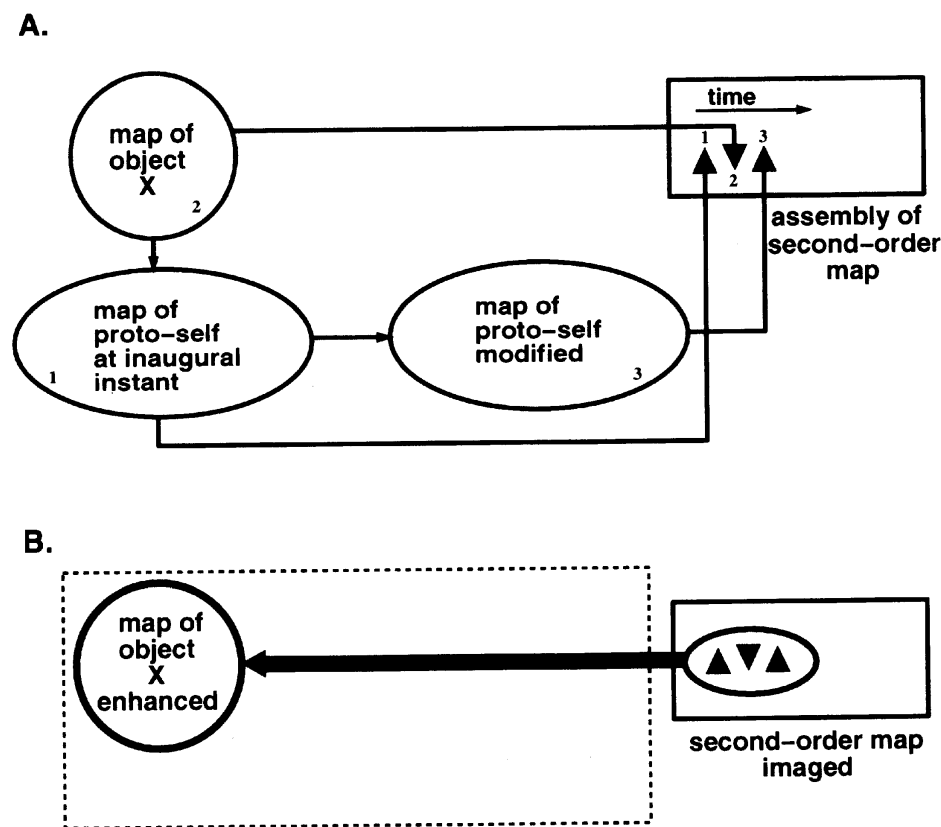 A.
map of
object
X
2
time
1
3
2
assembly of
second-order
map
map of
proto-self
at inaugural
instant
1
map of
proto-self
modified
3
B.
map of
object
X
enhanced
second-order map
imaged